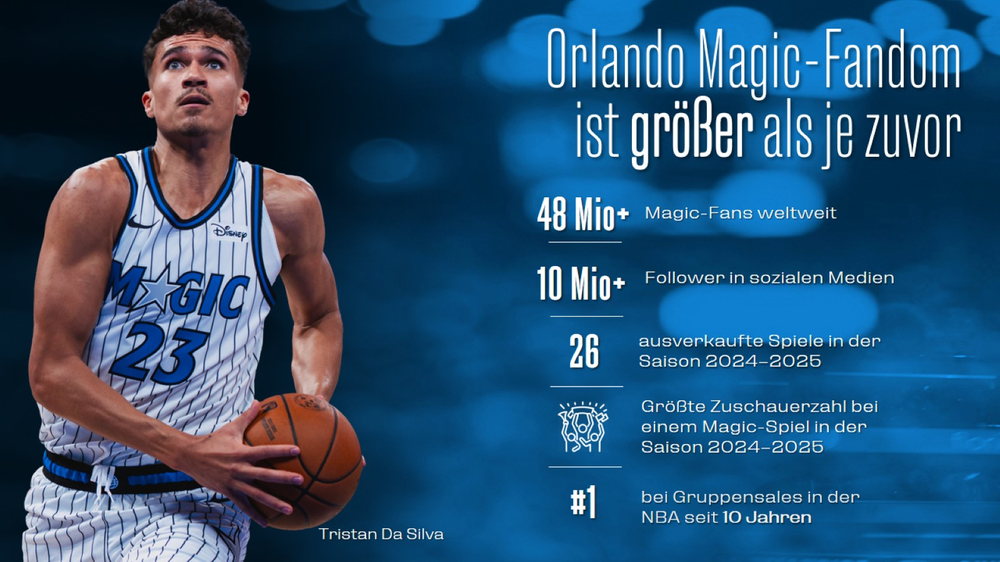 Orlando Magic-Fandom
ist größer als je zuvor
48 Mio+ Magic-Fans weltweit
10 Mio+ Follower in sozialen Medien
26 ausverkaufte Spiele in der
Saison 2024–2025
Größte Zuschauerzahl bei
einem Magic-Spiel in der
Saison 2024–2025
#1 bei Gruppensales in der
NBA seit 10 Jahren
Disney
MAGIC
23
Tristan Da Silva